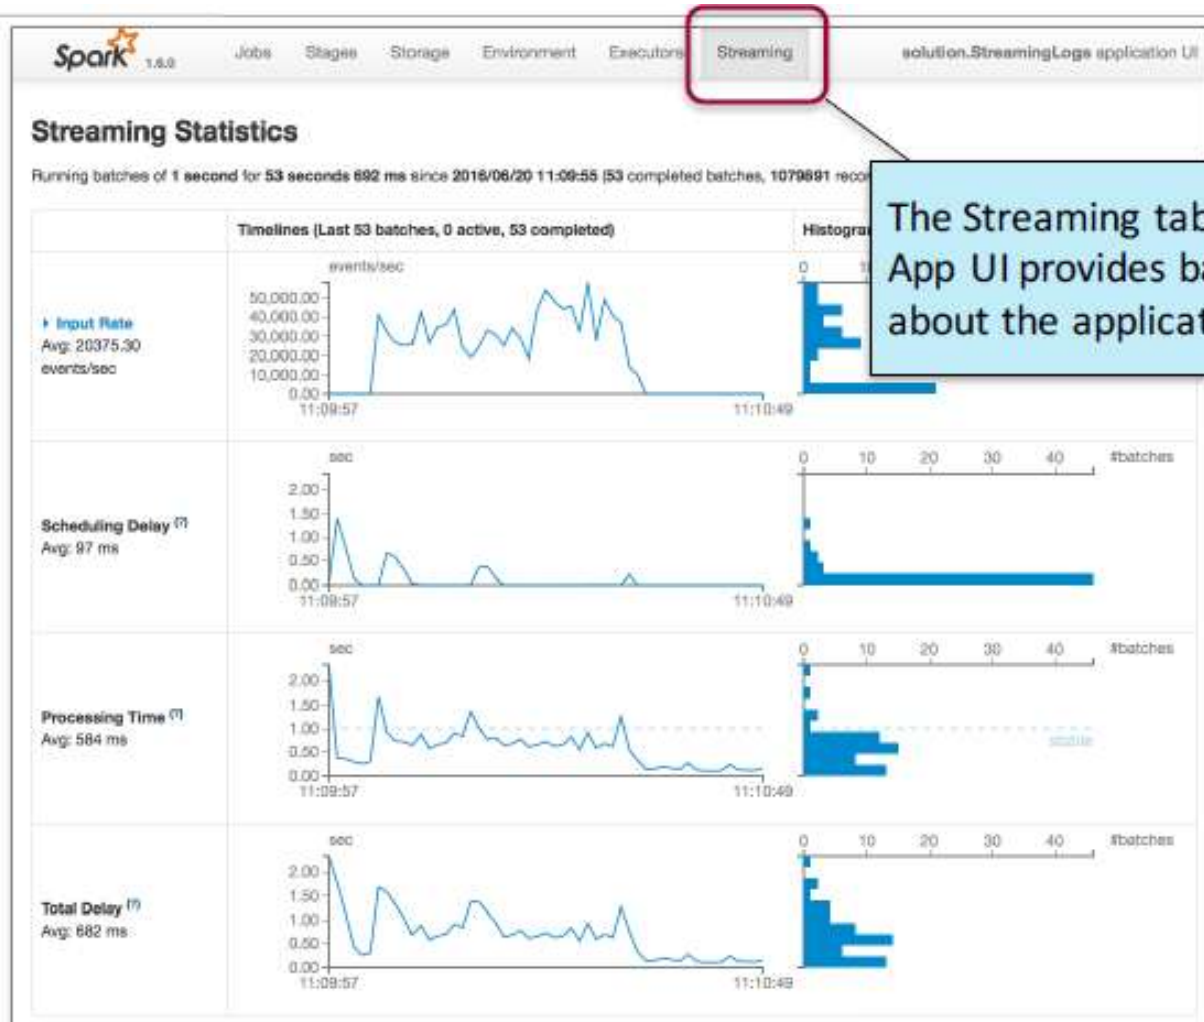 Spark 1.6.0 Jobs Stages Storage Environment Executors Streaming solution.StreamingLogs application UI
Streaming Statistics
Running batches of 1 second for 53 seconds 692 ms since 2016/06/20 11:09:55 (53 completed batches, 1079891 recor
The Streaming tab
App UI provides ba
about the applicat
Timelines (Last 53 batches, 0 active, 53 completed) Histogra
Input Rate
Avg: 20375.30
events/sec
events/sec
50,000.00
40,000.00
30,000.00
20,000.00
10,000.00
0.00
11:09:57 11:10:49
0
Scheduling Delay (?)
Avg: 97 ms
sec
2.00
1.50
1.00
0.50
0.00
11:09:57 11:10:49
0 10 20 30 40 #batches
Processing Time (?)
Avg: 584 ms
sec
2.00
1.50
1.00
0.50
0.00
11:09:57 11:10:49
0 10 20 30 40 #batches
stable
Total Delay (?)
Avg: 682 ms
sec
2.00
1.50
1.00
0.50
0.00
11:09:57 11:10:49
0 10 20 30 40 #batches